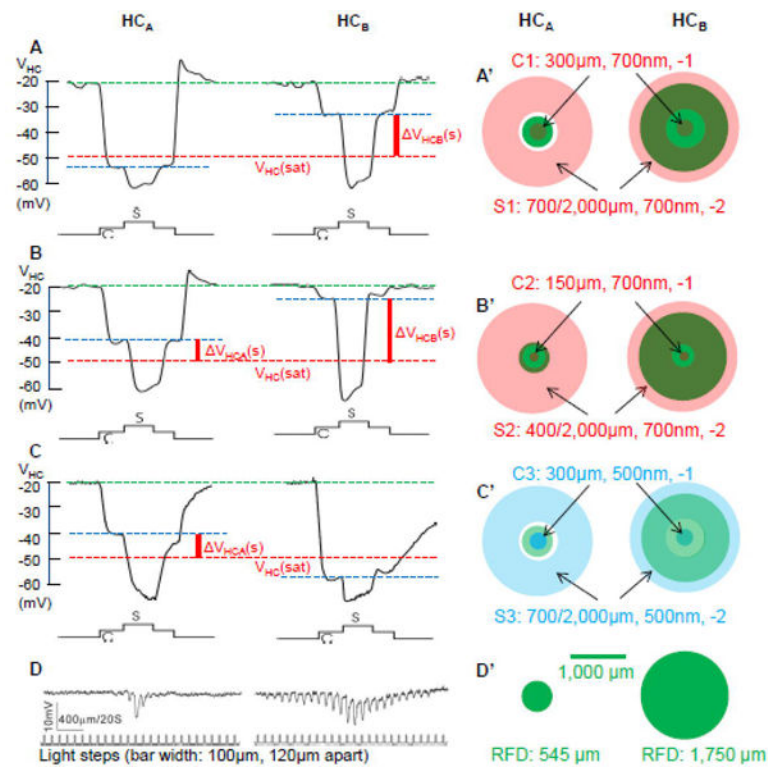 HCA HCB HCA HCB
A
VHC
-20
-30
-40
-50
-60
(mV)
ΔVHCB(s)
VHC(sat)
S S
C C
A'
C1: 300µm, 700nm, -1
S1: 700/2,000µm, 700nm, -2
B
VHC
-20
-30
-40
-50
-60
ΔVHCA(s)
ΔVHCB(s)
VHC(sat)
(mV)
S S
C C
B'
C2: 150µm, 700nm, -1
S2: 400/2,000µm, 700nm, -2
C
VHC
-20
-30
-40
-50
-60
(mV)
ΔVHCA(s)
VHC(sat)
S S
C C
C'
C3: 300µm, 500nm, -1
S3: 700/2,000µm, 500nm, -2
D
10mV
400µm/20S
Light steps (bar width: 100µm, 120µm apart)
D'
1,000 µm
RFD: 545 µm RFD: 1,750 µm